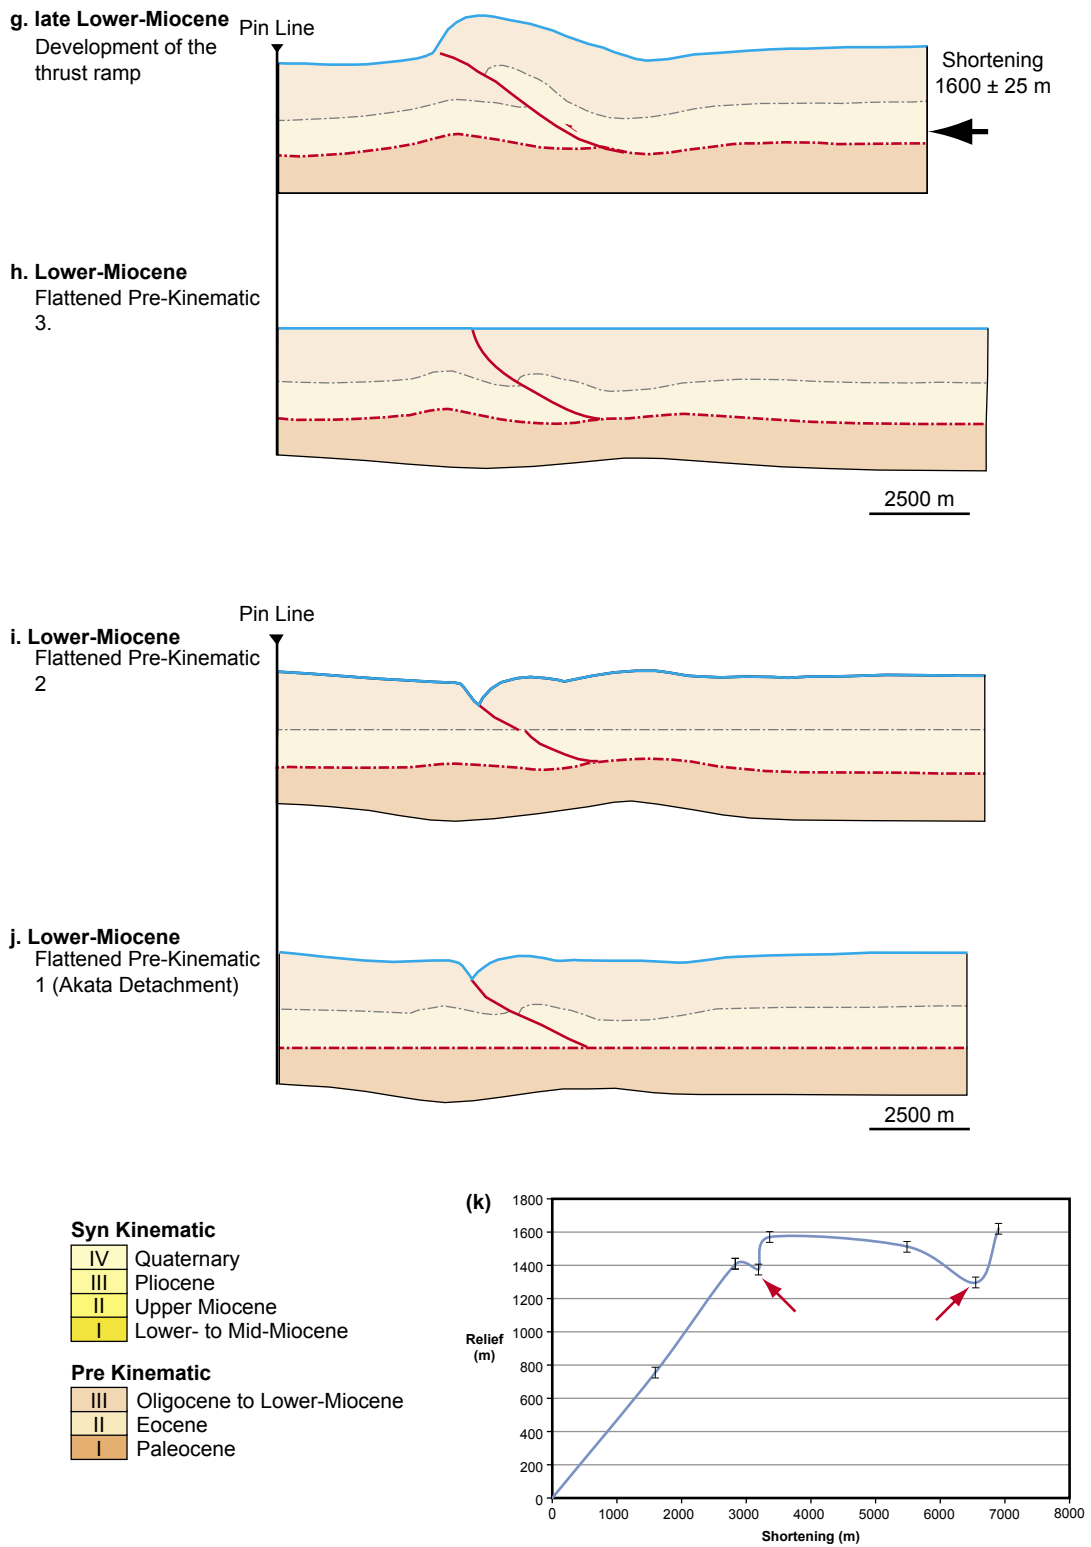 g. late Lower-Miocene
Development of the
thrust ramp
Pin Line
Shortening
1600 ± 25 m
h. Lower-Miocene
Flattened Pre-Kinematic
3.
2500 m
Pin Line
i. Lower-Miocene
Flattened Pre-Kinematic
2
j. Lower-Miocene
Flattened Pre-Kinematic
1 (Akata Detachment)
2500 m
Syn Kinematic
IV Quaternary
III Pliocene
II Upper Miocene
I Lower- to Mid-Miocene
Pre Kinematic
III Oligocene to Lower-Miocene
II Eocene
I Paleocene
(k)
1800
1600
1400
1200
1000
800
600
400
200
0
Relief
(m)
0 1000 2000 3000 4000 5000 6000 7000 8000
Shortening (m)